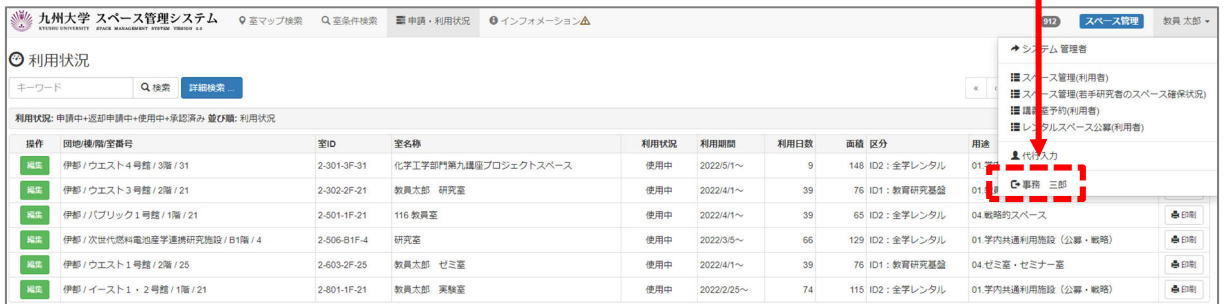 九州大学 スペース管理システム 室マップ検索 室条件検索 申請・利用状況 インフォメーション 912 スペース管理 教員 太郎
KYUSHU UNIVERSITY SPACE MANAGEMENT SYSTEM VERSION 2.0
利用状況
キーワード 検索 詳細検索 ...
利用状況: 申請中+返却申請中+使用中+承認済み 並び順: 利用状況
システム 管理者
スペース管理(利用者)
スペース管理(若手研究者のスペース確保状況)
講義室予約(利用者)
レンタルスペース公募(利用者)
代行入力
事務 三郎
操作 団地/棟/階/室番号 室ID 室名称 利用状況 利用期間 利用日数 面積 区分 用途
編集 伊都 / ウエスト4号館 / 3階 / 31 2-301-3F-31 化学工学部門第九講座プロジェクトスペース 使用中 2022/5/1～ 9 148 ID2：全学レンタル 01.
編集 伊都 / ウエスト3号館 / 2階 / 21 2-302-2F-21 教員太郎 研究室 使用中 2022/4/1～ 39 76 ID1：教育研究基盤 01.
編集 伊都 / パブリック1号館 / 1階 / 21 2-501-1F-21 116 教員室 使用中 2022/4/1～ 39 65 ID2：全学レンタル 04.戦略的スペース 印刷
編集 伊都 / 次世代燃料電池産学連携研究施設 / B1階 / 4 2-506-B1F-4 研究室 使用中 2022/3/5～ 66 129 ID2：全学レンタル 01.学内共通利用施設（公募・戦略） 印刷
編集 伊都 / ウエスト1号館 / 2階 / 25 2-603-2F-25 教員太郎 ゼミ室 使用中 2022/4/1～ 39 76 ID1：教育研究基盤 04.ゼミ室・セミナー室 印刷
編集 伊都 / イースト1・2号館 / 1階 / 21 2-801-1F-21 教員太郎 実験室 使用中 2022/2/25～ 74 115 ID2：全学レンタル 01.学内共通利用施設（公募・戦略） 印刷